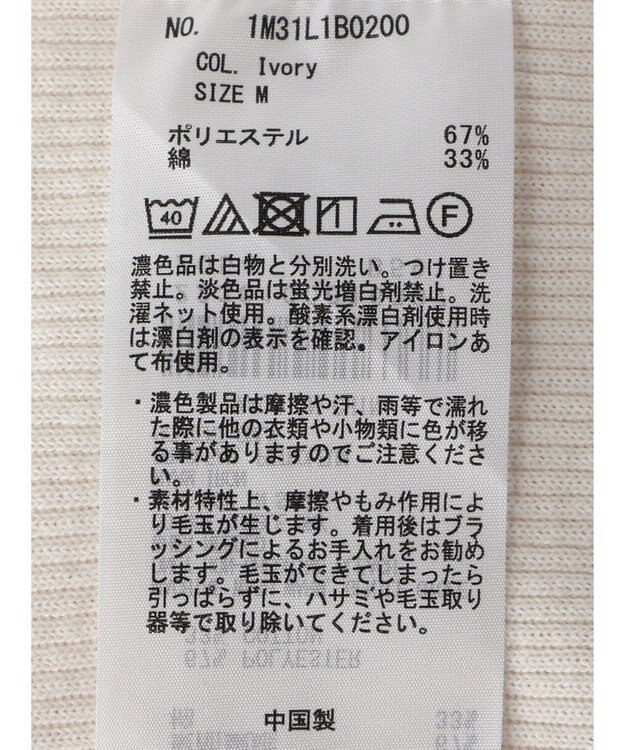 NO. 1M31L1B0200
COL. Ivory
SIZE M
ポリエステル 67%
綿 33%
40 F
濃色品は白物と分別洗い。つけ置き
禁止。淡色品は蛍光増白剤禁止。洗
濯ネット使用。酸素系漂白剤使用時
は漂白剤の表示を確認。アイロンあ
て布使用。
・濃色製品は摩擦や汗、雨等で濡れ
た際に他の衣類や小物類に色が移
る事がありますのでご注意くださ
い。
・素材特性上、摩擦やもみ作用によ
り毛玉が生じます。着用後はブラ
ッシングによるお手入れをお勧め
します。毛玉ができてしまったら
引っぱらずに、ハサミや毛玉取り
器等で取り除いてください。
67% POLYESTER
中国製
33%
67%